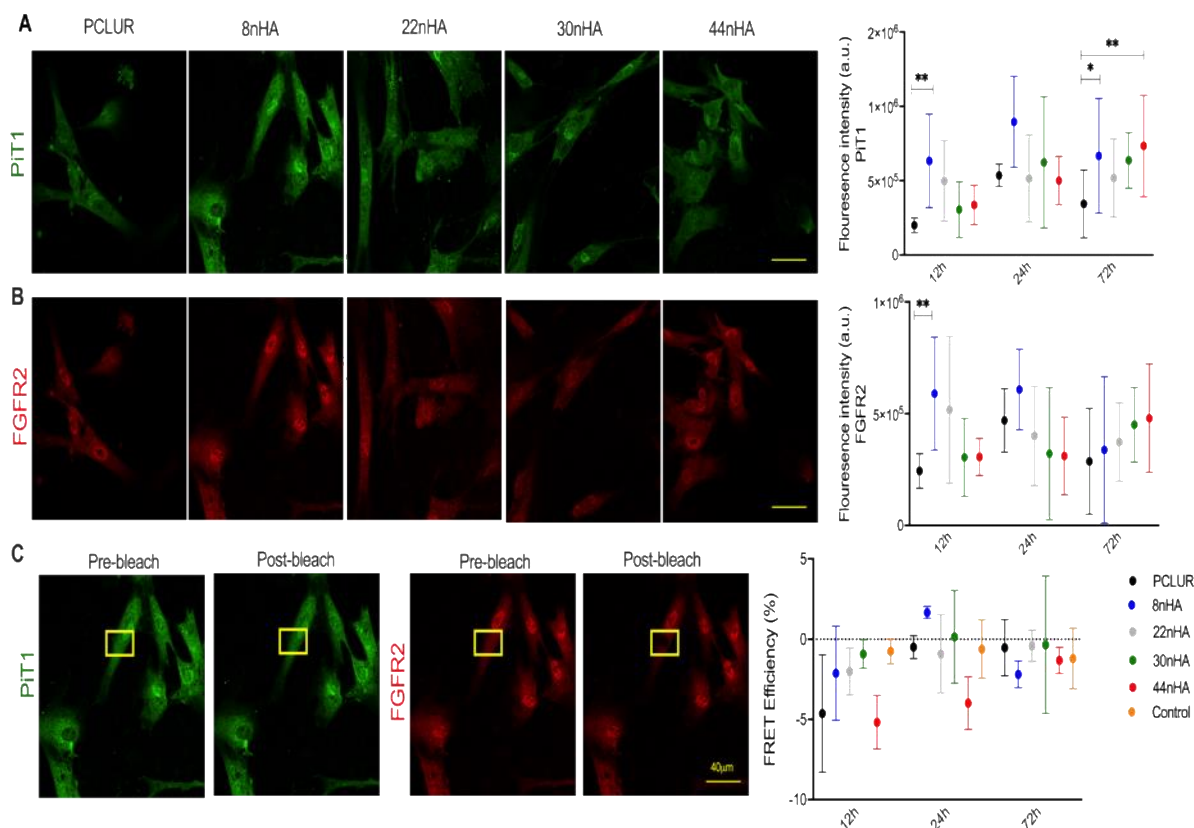 A
PCLUR
8nHA
22nHA
30nHA
44nHA
PiT1
Flouresence intensity (a.u.)
PiT1
2×10⁶
1×10⁶
5×10⁵
0
**
*
**
12h
24h
72h
B
FGFR2
Flouresence intensity (a.u.)
FGFR2
1×10⁶
5×10⁵
0
**
12h
24h
72h
C
Pre-bleach
Post-bleach
Pre-bleach
Post-bleach
PiT1
FGFR2
40µm
FRET Efficiency (%)
5
0
-5
-10
12h
24h
72h
PCLUR
8nHA
22nHA
30nHA
44nHA
Control